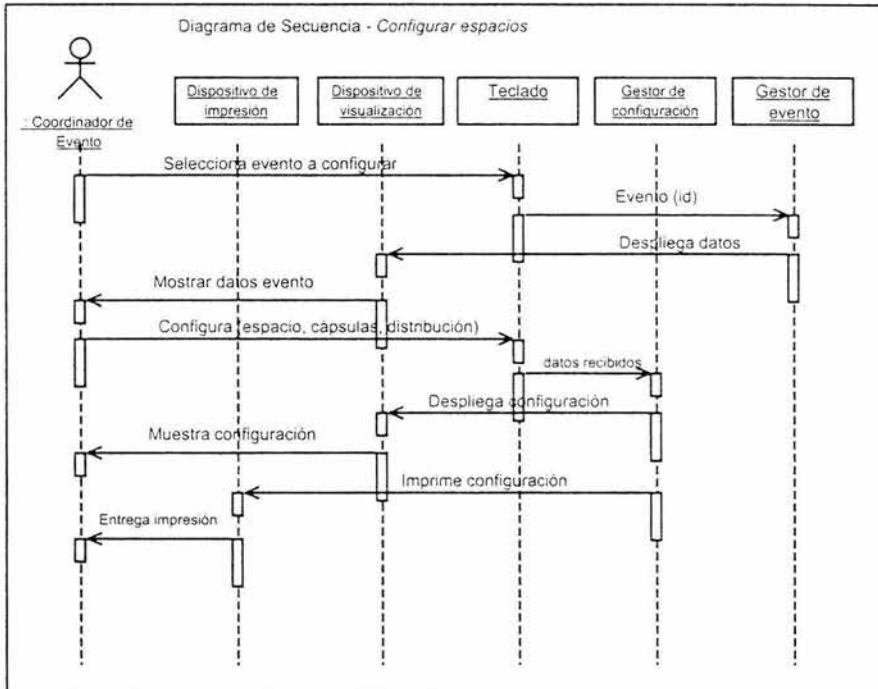 Diagrama de Secuencia - Configurar espacios
: Coordinador de
Evento
Dispositivo de
impresión
Dispositivo de
visualización
Teclado
Gestor de
configuración
Gestor de
evento
Selecciona evento a configurar
Evento (id)
Despliega datos
Mostrar datos evento
Configura (espacio, cápsulas, distribución)
datos recibidos
Despliega configuración
Muestra configuración
Imprime configuración
Entrega impresión